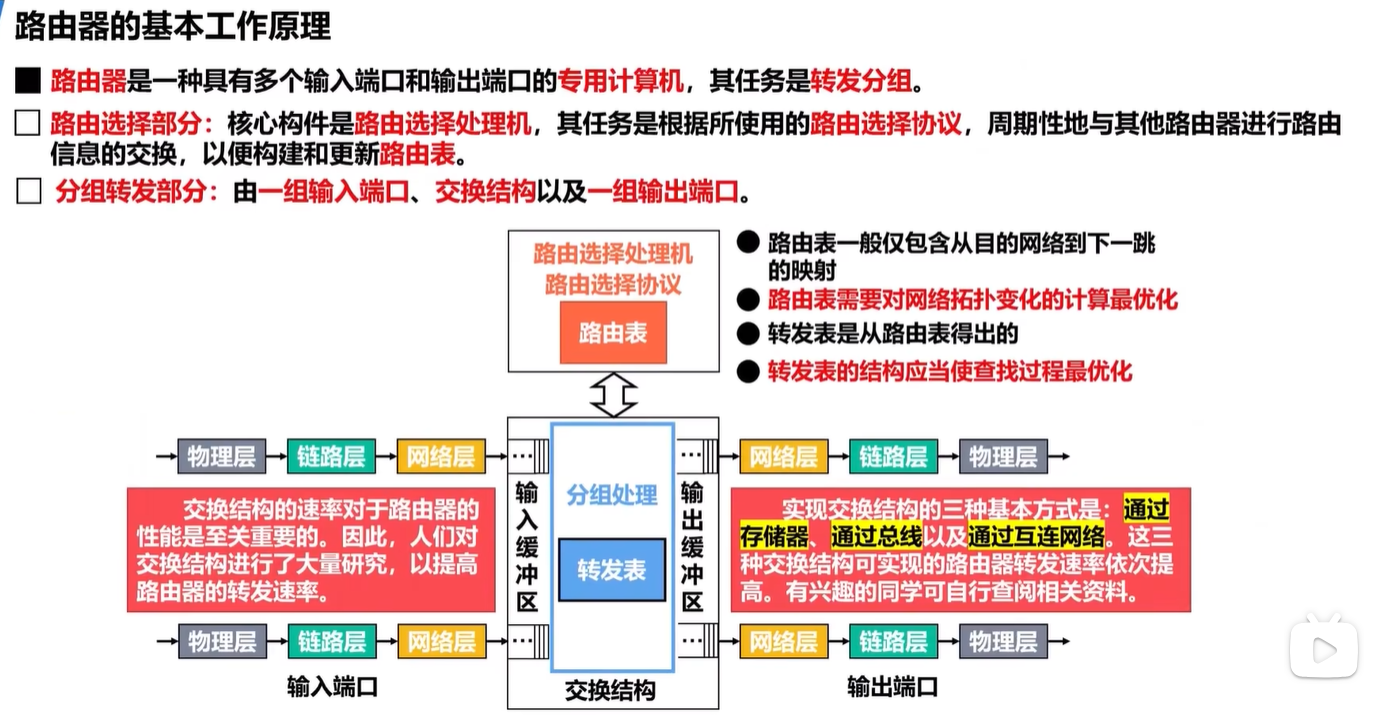 路由器的基本工作原理
路由器是一种具有多个输入端口和输出端口的专用计算机，其任务是转发分组。
路由选择部分：核心构件是路由选择处理机，其任务是根据所使用的路由选择协议，周期性地与其他路由器进行路由
信息的交换，以便构建和更新路由表。
分组转发部分：由一组输入端口、交换结构以及一组输出端口。
路由选择处理机
路由选择协议
路由表
路由表一般仅包含从目的网络到下一跳
的映射
路由表需要对网络拓扑变化的计算最优化
转发表是从路由表得出的
转发表的结构应当使查找过程最优化
物理层
链路层
网络层
...
...
网络层
链路层
物理层
交换结构的速率对于路由器的
性能是至关重要的。因此，人们对
交换结构进行了大量研究，以提高
路由器的转发速率。
输入缓冲区
分组处理
转发表
输出缓冲区
实现交换结构的三种基本方式是：通过
存储器、通过总线以及通过互连网络。这三
种交换结构可实现的路由器转发速率依次提
高。有兴趣的同学可自行查阅相关资料。
物理层
链路层
网络层
...
...
网络层
链路层
物理层
输入端口
交换结构
输出端口